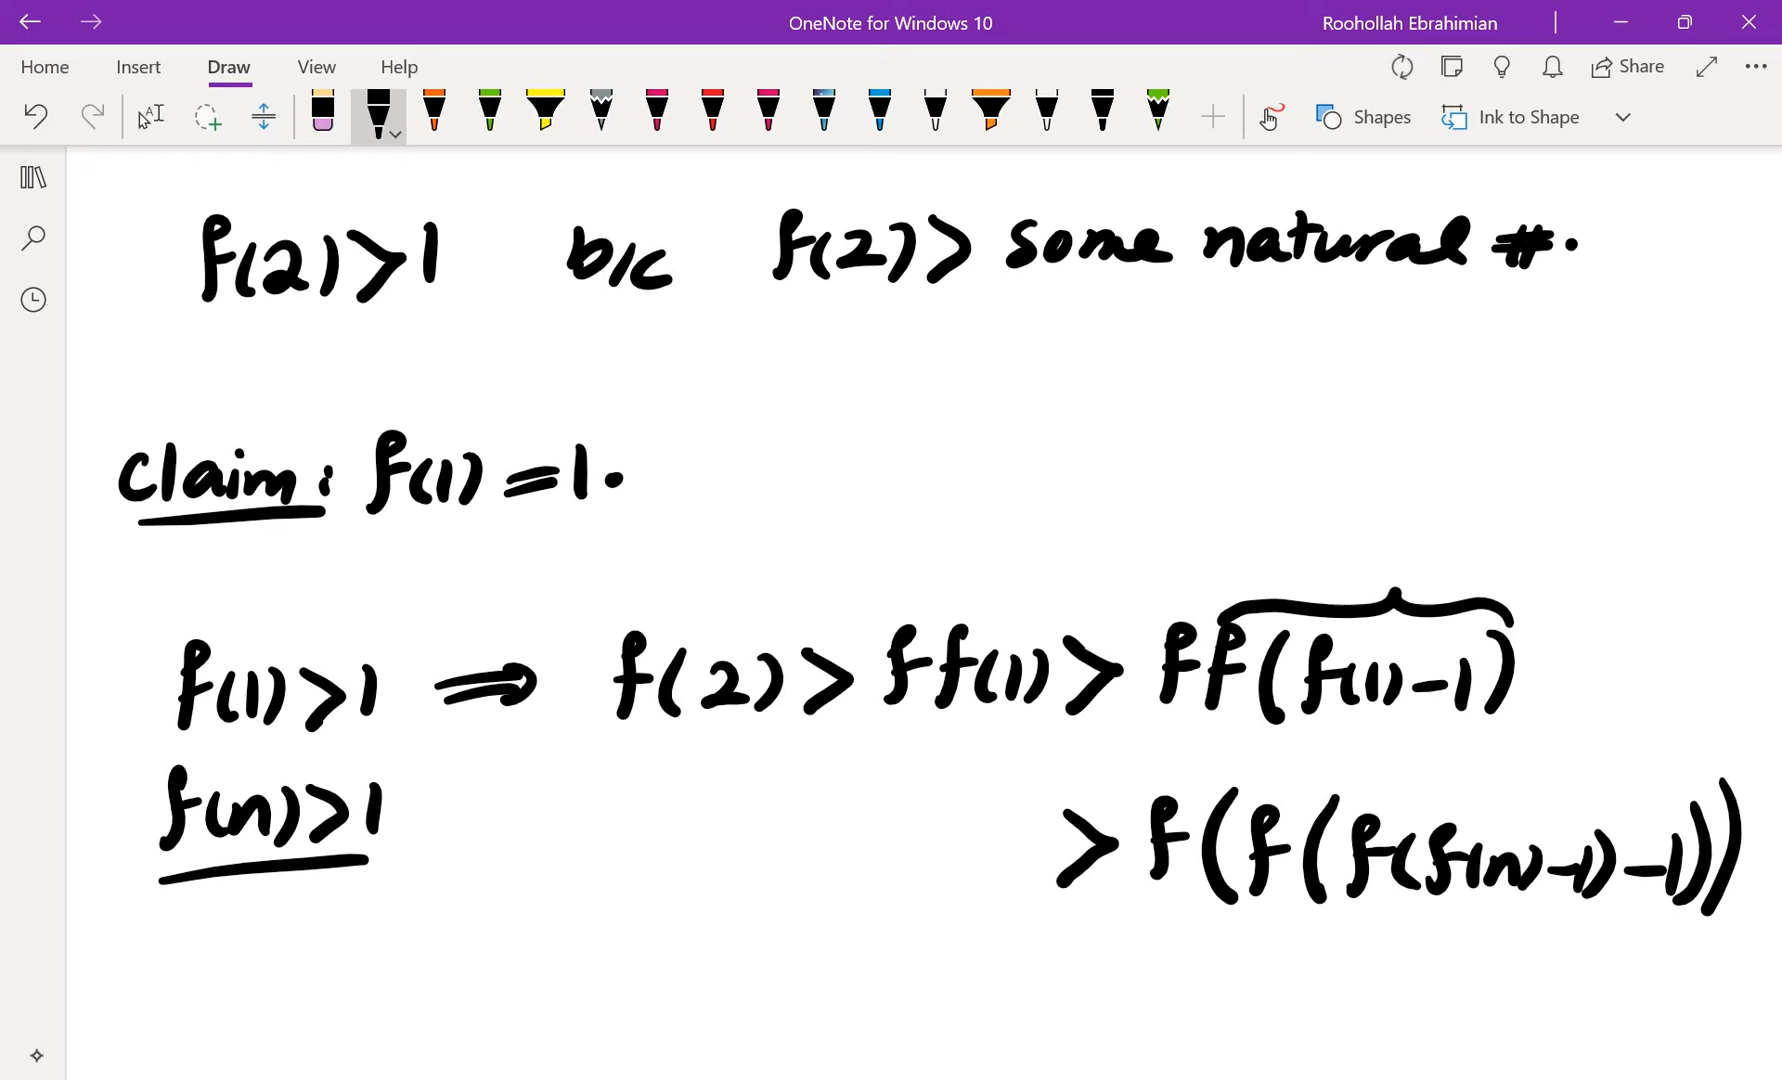 OneNote for Windows 10
Roohollah Ebrahimian
Home Insert Draw View Help
Share
Shapes
Ink to Shape
f(2)>1 b/c f(2)> some natural #.
Claim: f(1)=1.
f(1)>1 ⟹ f(2)>ff(1)>ff(f(1)-1)
f(n)>1 >f(f(f(f(n)-1)-1))